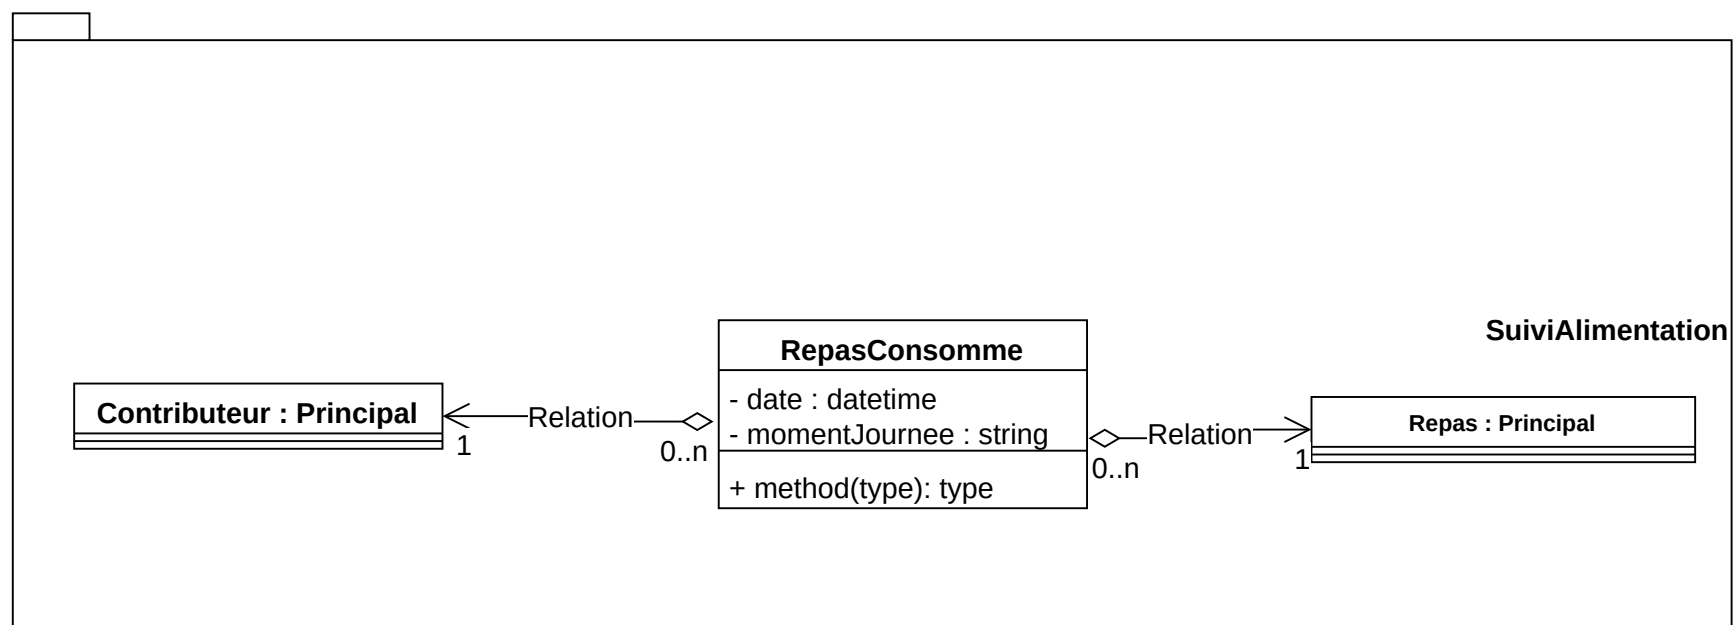 SuiviAlimentation
RepasConsomme
- date : datetime
- momentJournee : string
+ method(type): type
Contributeur : Principal
1
Relation
0..n
0..n
Relation
1
Repas : Principal